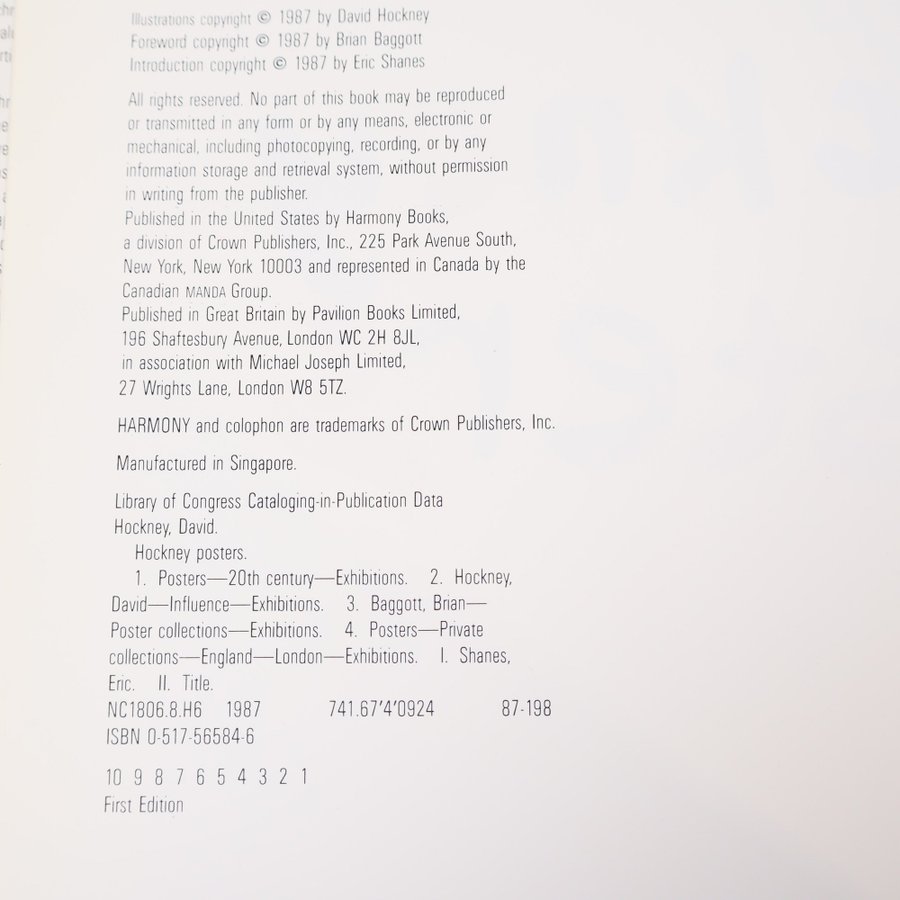 Illustrations copyright © 1987 by David Hockney
Foreword copyright © 1987 by Brian Baggott
Introduction copyright © 1987 by Eric Shanes
All rights reserved. No part of this book may be reproduced
or transmitted in any form or by any means, electronic or
mechanical, including photocopying, recording, or by any
information storage and retrieval system, without permission
in writing from the publisher.
Published in the United States by Harmony Books,
a division of Crown Publishers, Inc., 225 Park Avenue South,
New York, New York 10003 and represented in Canada by the
Canadian MANDA Group.
Published in Great Britain by Pavilion Books Limited,
196 Shaftesbury Avenue, London WC 2H 8JL,
in association with Michael Joseph Limited,
27 Wrights Lane, London W8 5TZ.
HARMONY and colophon are trademarks of Crown Publishers, Inc.
Manufactured in Singapore.
Library of Congress Cataloging-in-Publication Data
Hockney, David.
Hockney posters.
1. Posters—20th century—Exhibitions. 2. Hockney,
David—Influence—Exhibitions. 3. Baggott, Brian—
Poster collections—Exhibitions. 4. Posters—Private
collections—England—London—Exhibitions. I. Shanes,
Eric. II. Title.
NC1806.8.H6 1987 741.67'4'0924 87-198
ISBN 0-517-56584-6
10 9 8 7 6 5 4 3 2 1
First Edition